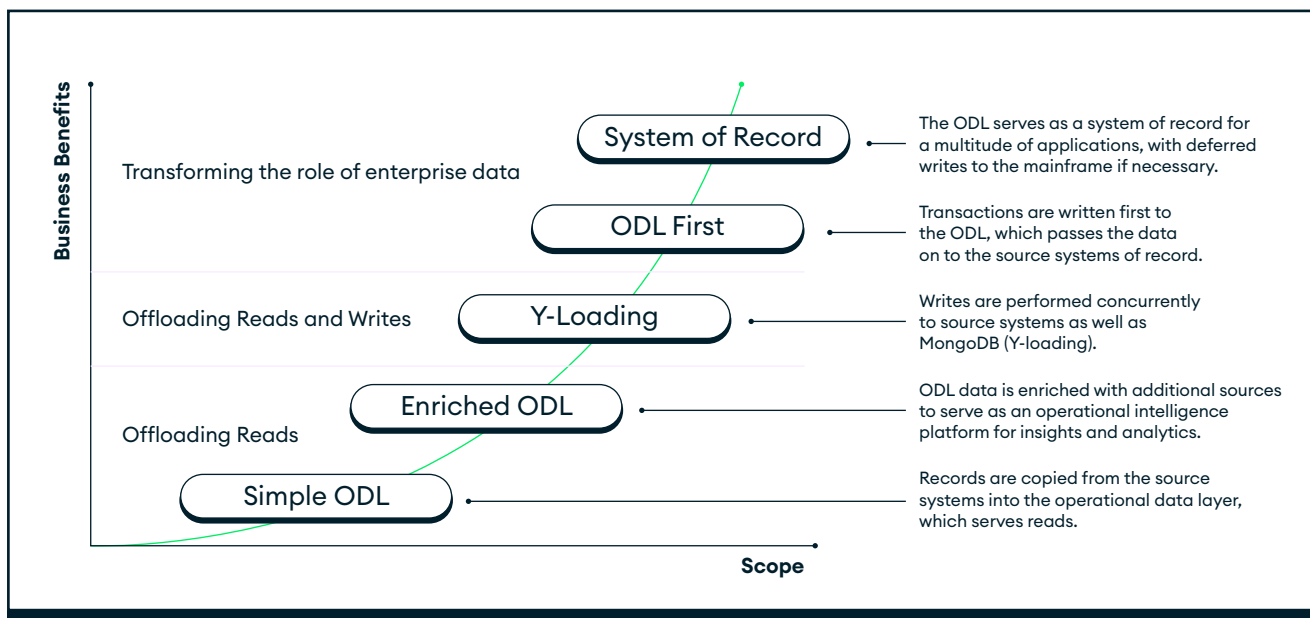 Business Benefits
Transforming the role of enterprise data
System of Record
The ODL serves as a system of record for
a multitude of applications, with deferred
writes to the mainframe if necessary.
ODL First
Transactions are written first to
the ODL, which passes the data
on to the source systems of record.
Offloading Reads and Writes
Y-Loading
Writes are performed concurrently
to source systems as well as
MongoDB (Y-loading).
Offloading Reads
Enriched ODL
ODL data is enriched with additional sources
to serve as an operational intelligence
platform for insights and analytics.
Simple ODL
Records are copied from the source
systems into the operational data layer,
which serves reads.
Scope